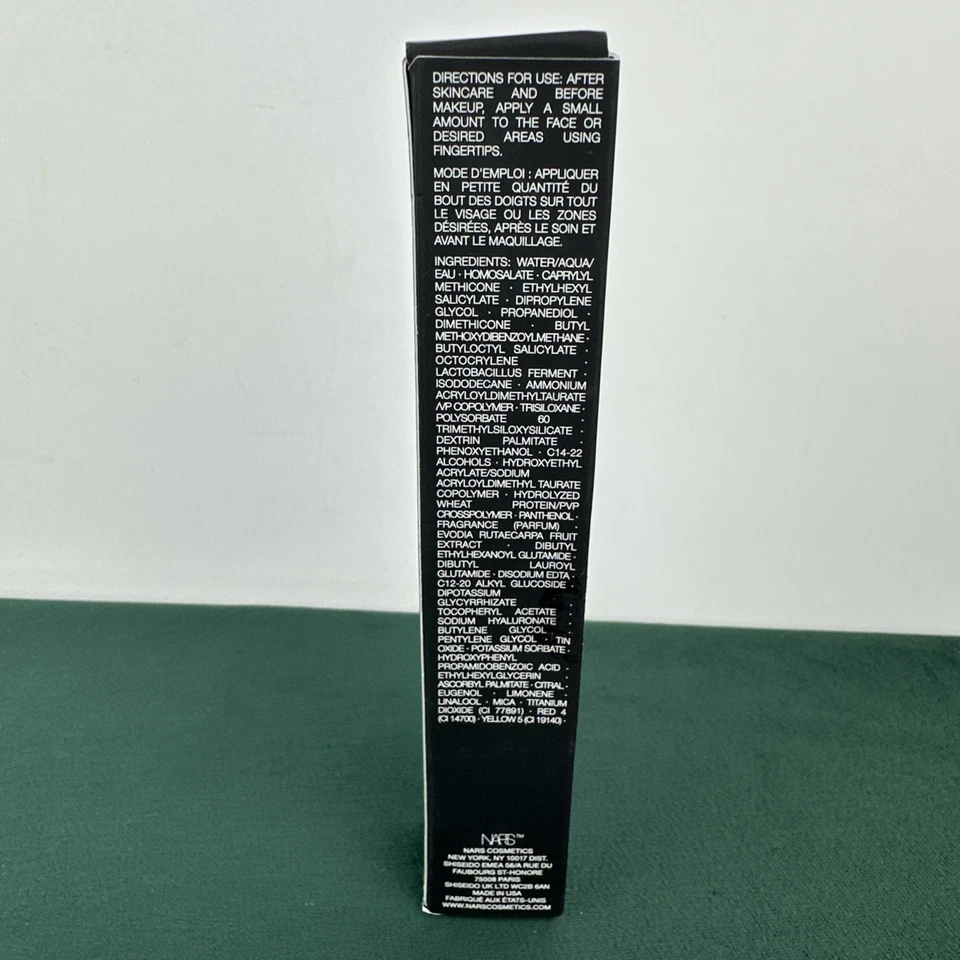 DIRECTIONS FOR USE: AFTER
SKINCARE AND BEFORE
MAKEUP, APPLY A SMALL
AMOUNT TO THE FACE OR
DESIRED AREAS USING
FINGERTIPS.
MODE D'EMPLOI : APPLIQUER
EN PETITE QUANTITÉ DU
BOUT DES DOIGTS SUR TOUT
LE VISAGE OU LES ZONES
DÉSIRÉES, APRÈS LE SOIN ET
AVANT LE MAQUILLAGE.
INGREDIENTS: WATER/AQUA/
EAU · HOMOSALATE · CAPRYLYL
METHICONE · ETHYLHEXYL
SALICYLATE · DIPROPYLENE
GLYCOL · PROPANEDIOL ·
DIMETHICONE · BUTYL
METHOXYDIBENZOYLMETHANE ·
BUTYLOCTYL SALICYLATE ·
OCTOCRYLENE ·
LACTOBACILLUS FERMENT ·
ISODODECANE · AMMONIUM
ACRYLOYLDIMETHYLTAURATE
/VP COPOLYMER · TRISILOXANE ·
POLYSORBATE 60 ·
TRIMETHYLSILOXYSILICATE ·
DEXTRIN PALMITATE ·
PHENOXYETHANOL · C14-22
ALCOHOLS · HYDROXYETHYL
ACRYLATE/SODIUM
ACRYLOYLDIMETHYL TAURATE
COPOLYMER · HYDROLYZED
WHEAT PROTEIN/PVP
CROSSPOLYMER · PANTHENOL ·
FRAGRANCE (PARFUM) ·
EVODIA RUTAECARPA FRUIT
EXTRACT · DIBUTYL
ETHYLHEXANOYL GLUTAMIDE ·
DIBUTYL LAUROYL
GLUTAMIDE · DISODIUM EDTA ·
C12-20 ALKYL GLUCOSIDE ·
DIPOTASSIUM
GLYCYRRHIZATE ·
TOCOPHERYL ACETATE ·
SODIUM HYALURONATE ·
BUTYLENE GLYCOL ·
PENTYLENE GLYCOL · TIN
OXIDE · POTASSIUM SORBATE ·
HYDROXYPHENYL
PROPAMIDOBENZOIC ACID ·
ETHYLHEXYLGLYCERIN ·
ASCORBYL PALMITATE · CITRAL ·
EUGENOL · LIMONENE ·
LINALOOL · MICA · TITANIUM
DIOXIDE (CI 77891) · RED 4
(CI 14700) · YELLOW 5 (CI 19140) ·
NARS™
NARS COSMETICS
NEW YORK, NY 10017 DIST.
SHISEIDO EMEA 56/A RUE DU
FAUBOURG ST-HONORE
75008 PARIS
SHISEIDO UK LTD WC2B 6AN
MADE IN USA
FABRIQUÉ AUX ÉTATS-UNIS
WWW.NARSCOSMETICS.COM